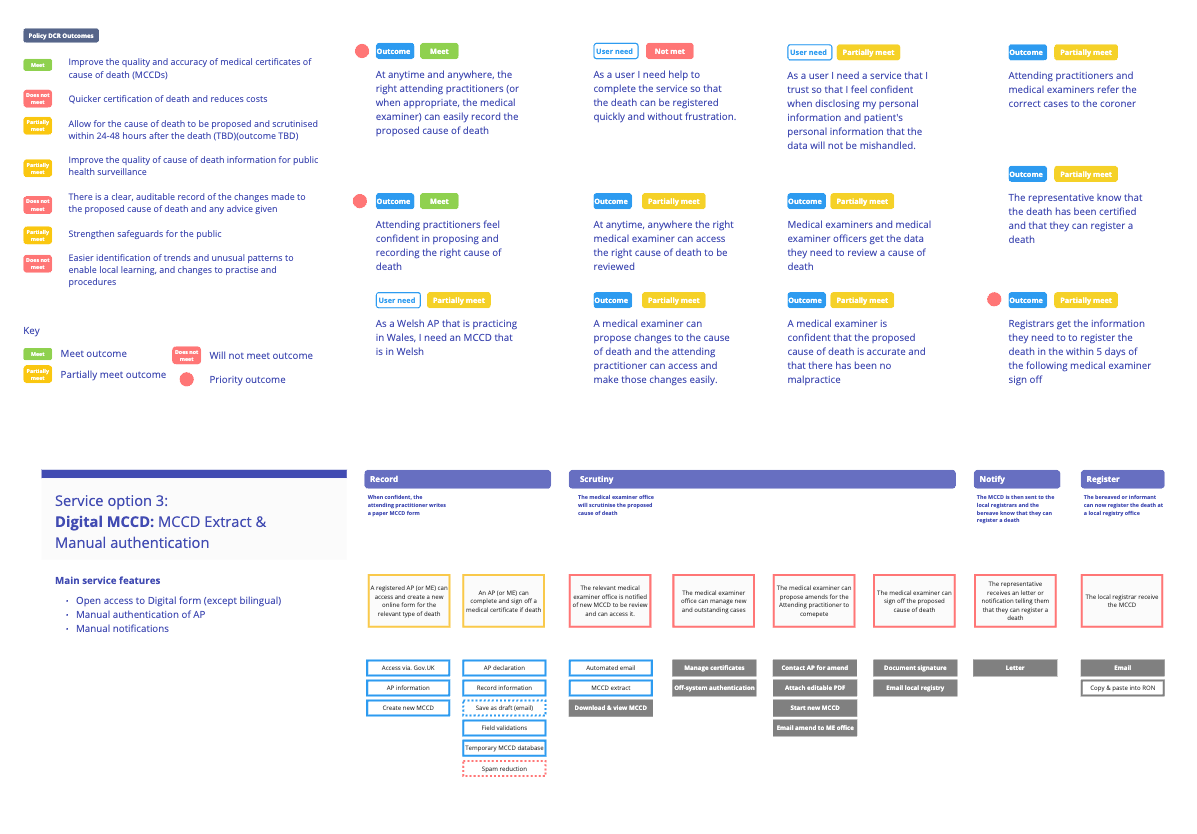 Policy DCR Outcomes
Meet
Improve the quality and accuracy of medical certificates of
cause of death (MCCDs)
Does not
meet
Quicker certification of death and reduces costs
Partially
meet
Allow for the cause of death to be proposed and scrutinised
within 24-48 hours after the death (TBD)(outcome TBD)
Partially
meet
Improve the quality of cause of death information for public
health surveillance
Does not
meet
There is a clear, auditable record of the changes made to
the proposed cause of death and any advice given
Partially
meet
Strengthen safeguards for the public
Does not
meet
Easier identification of trends and unusual patterns to
enable local learning, and changes to practise and
procedures
Key
Meet
Meet outcome
Does not
meet
Will not meet outcome
Partially
meet
Partially meet outcome
Priority outcome
Outcome
Meet
At anytime and anywhere, the
right attending practitioners (or
when appropriate, the medical
examiner) can easily record the
proposed cause of death
User need
Not met
As a user I need help to
complete the service so that
the death can be registered
quickly and without frustration.
User need
Partially meet
As a user I need a service that I
trust so that I feel confident
when disclosing my personal
information and patient's
personal information that the
data will not be mishandled.
Outcome
Partially meet
Attending practitioners and
medical examiners refer the
correct cases to the coroner
Outcome
Partially meet
The representative know that
the death has been certified
and that they can register a
death
Outcome
Meet
Attending practitioners feel
confident in proposing and
recording the right cause of
death
Outcome
Partially meet
At anytime, anywhere the right
medical examiner can access
the right cause of death to be
reviewed
Outcome
Partially meet
Medical examiners and medical
examiner officers get the data
they need to review a cause of
death
User need
Partially meet
As a Welsh AP that is practicing
in Wales, I need an MCCD that
is in Welsh
Outcome
Partially meet
A medical examiner can
propose changes to the cause
of death and the attending
practitioner can access and
make those changes easily.
Outcome
Partially meet
A medical examiner is
confident that the proposed
cause of death is accurate and
that there has been no
malpractice
Outcome
Partially meet
Registrars get the information
they need to to register the
death in the within 5 days of
the following medical examiner
sign off
Service option 3:
Digital MCCD: MCCD Extract &
Manual authentication
Main service features
• Open access to Digital form (except bilingual)
• Manual authentication of AP
• Manual notifications
Record
When confident, the
attending practitioner writes
a paper MCCD form
Scrutiny
The medical examiner office
will scrutinise the proposed
cause of death
Notify
The MCCD is then sent to the
local registrars and the
bereave know that they can
register a death
Register
The bereaved or informant
can now register the death at
a local registry office
A registered AP (or ME) can
access and create a new
online form for the
relevant type of death
An AP (or ME) can
complete and sign off a
medical certificate if death
The relevant medical
examiner office is notified
of new MCCD to be review
and can access it.
The medical examiner
office can manage new
and outstanding cases
The medical examiner can
propose amends for the
Attending practitioner to
compete
The medical examiner can
sign off the proposed
cause of death
The representative
receives an letter or
notification telling them
that they can register a
death
The local registrar receive
the MCCD
Access via. Gov.UK
AP information
Create new MCCD
AP declaration
Record information
Save as draft (email)
Field validations
Temporary MCCD database
Spam reduction
Automated email
MCCD extract
Download & view MCCD
Manage certificates
Off-system authentication
Contact AP for amend
Attach editable PDF
Start new MCCD
Email amend to ME office
Document signature
Email local registry
Letter
Email
Copy & paste into RON